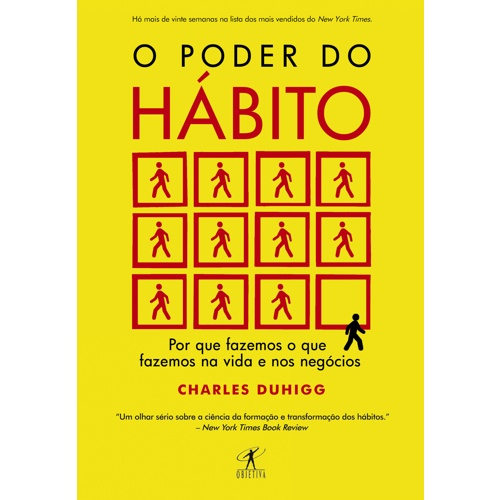 Há mais de vinte semanas na lista dos mais vendidos do New York Times.
O PODER DO
HÁBITO
Por que fazemos o que
fazemos na vida e nos negócios
CHARLES DUHIGG
“Um olhar sério sobre a ciência da formação e transformação dos hábitos.”
– New York Times Book Review
OBJETIVA